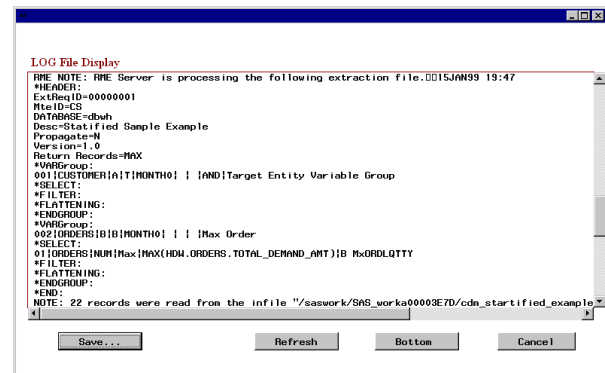 LOG File Display
RME NOTE: RME Server is processing the following extraction file.▯▯15JAN99 19:47
*HEADER:
ExtReqID=00000001
MteID=CS
DATABASE=dbwh
Desc=Statified Sample Example
Propagate=N
Version=1.0
Return Records=MAX
*VARGroup:
001¦CUSTOMER¦A¦T¦MONTH0¦ ¦ ¦AND¦Target Entity Variable Group
*SELECT:
*FILTER:
*FLATTENING:
*ENDGROUP:
*VARGroup:
002¦ORDERS¦B¦B¦MONTH0¦ ¦ ¦ ¦Max Order
*SELECT:
01¦ORDERS¦NUM¦Max¦MAX(HDW.ORDERS.TOTAL_DEMAND_AMT)¦B MxORDLQTTY
*FILTER:
*FLATTENING:
*ENDGROUP:
*END:
NOTE: 22 records were read from the infile "/saswork/SAS_worka00003E7D/cdm_startified_example
Save... Refresh Bottom Cancel